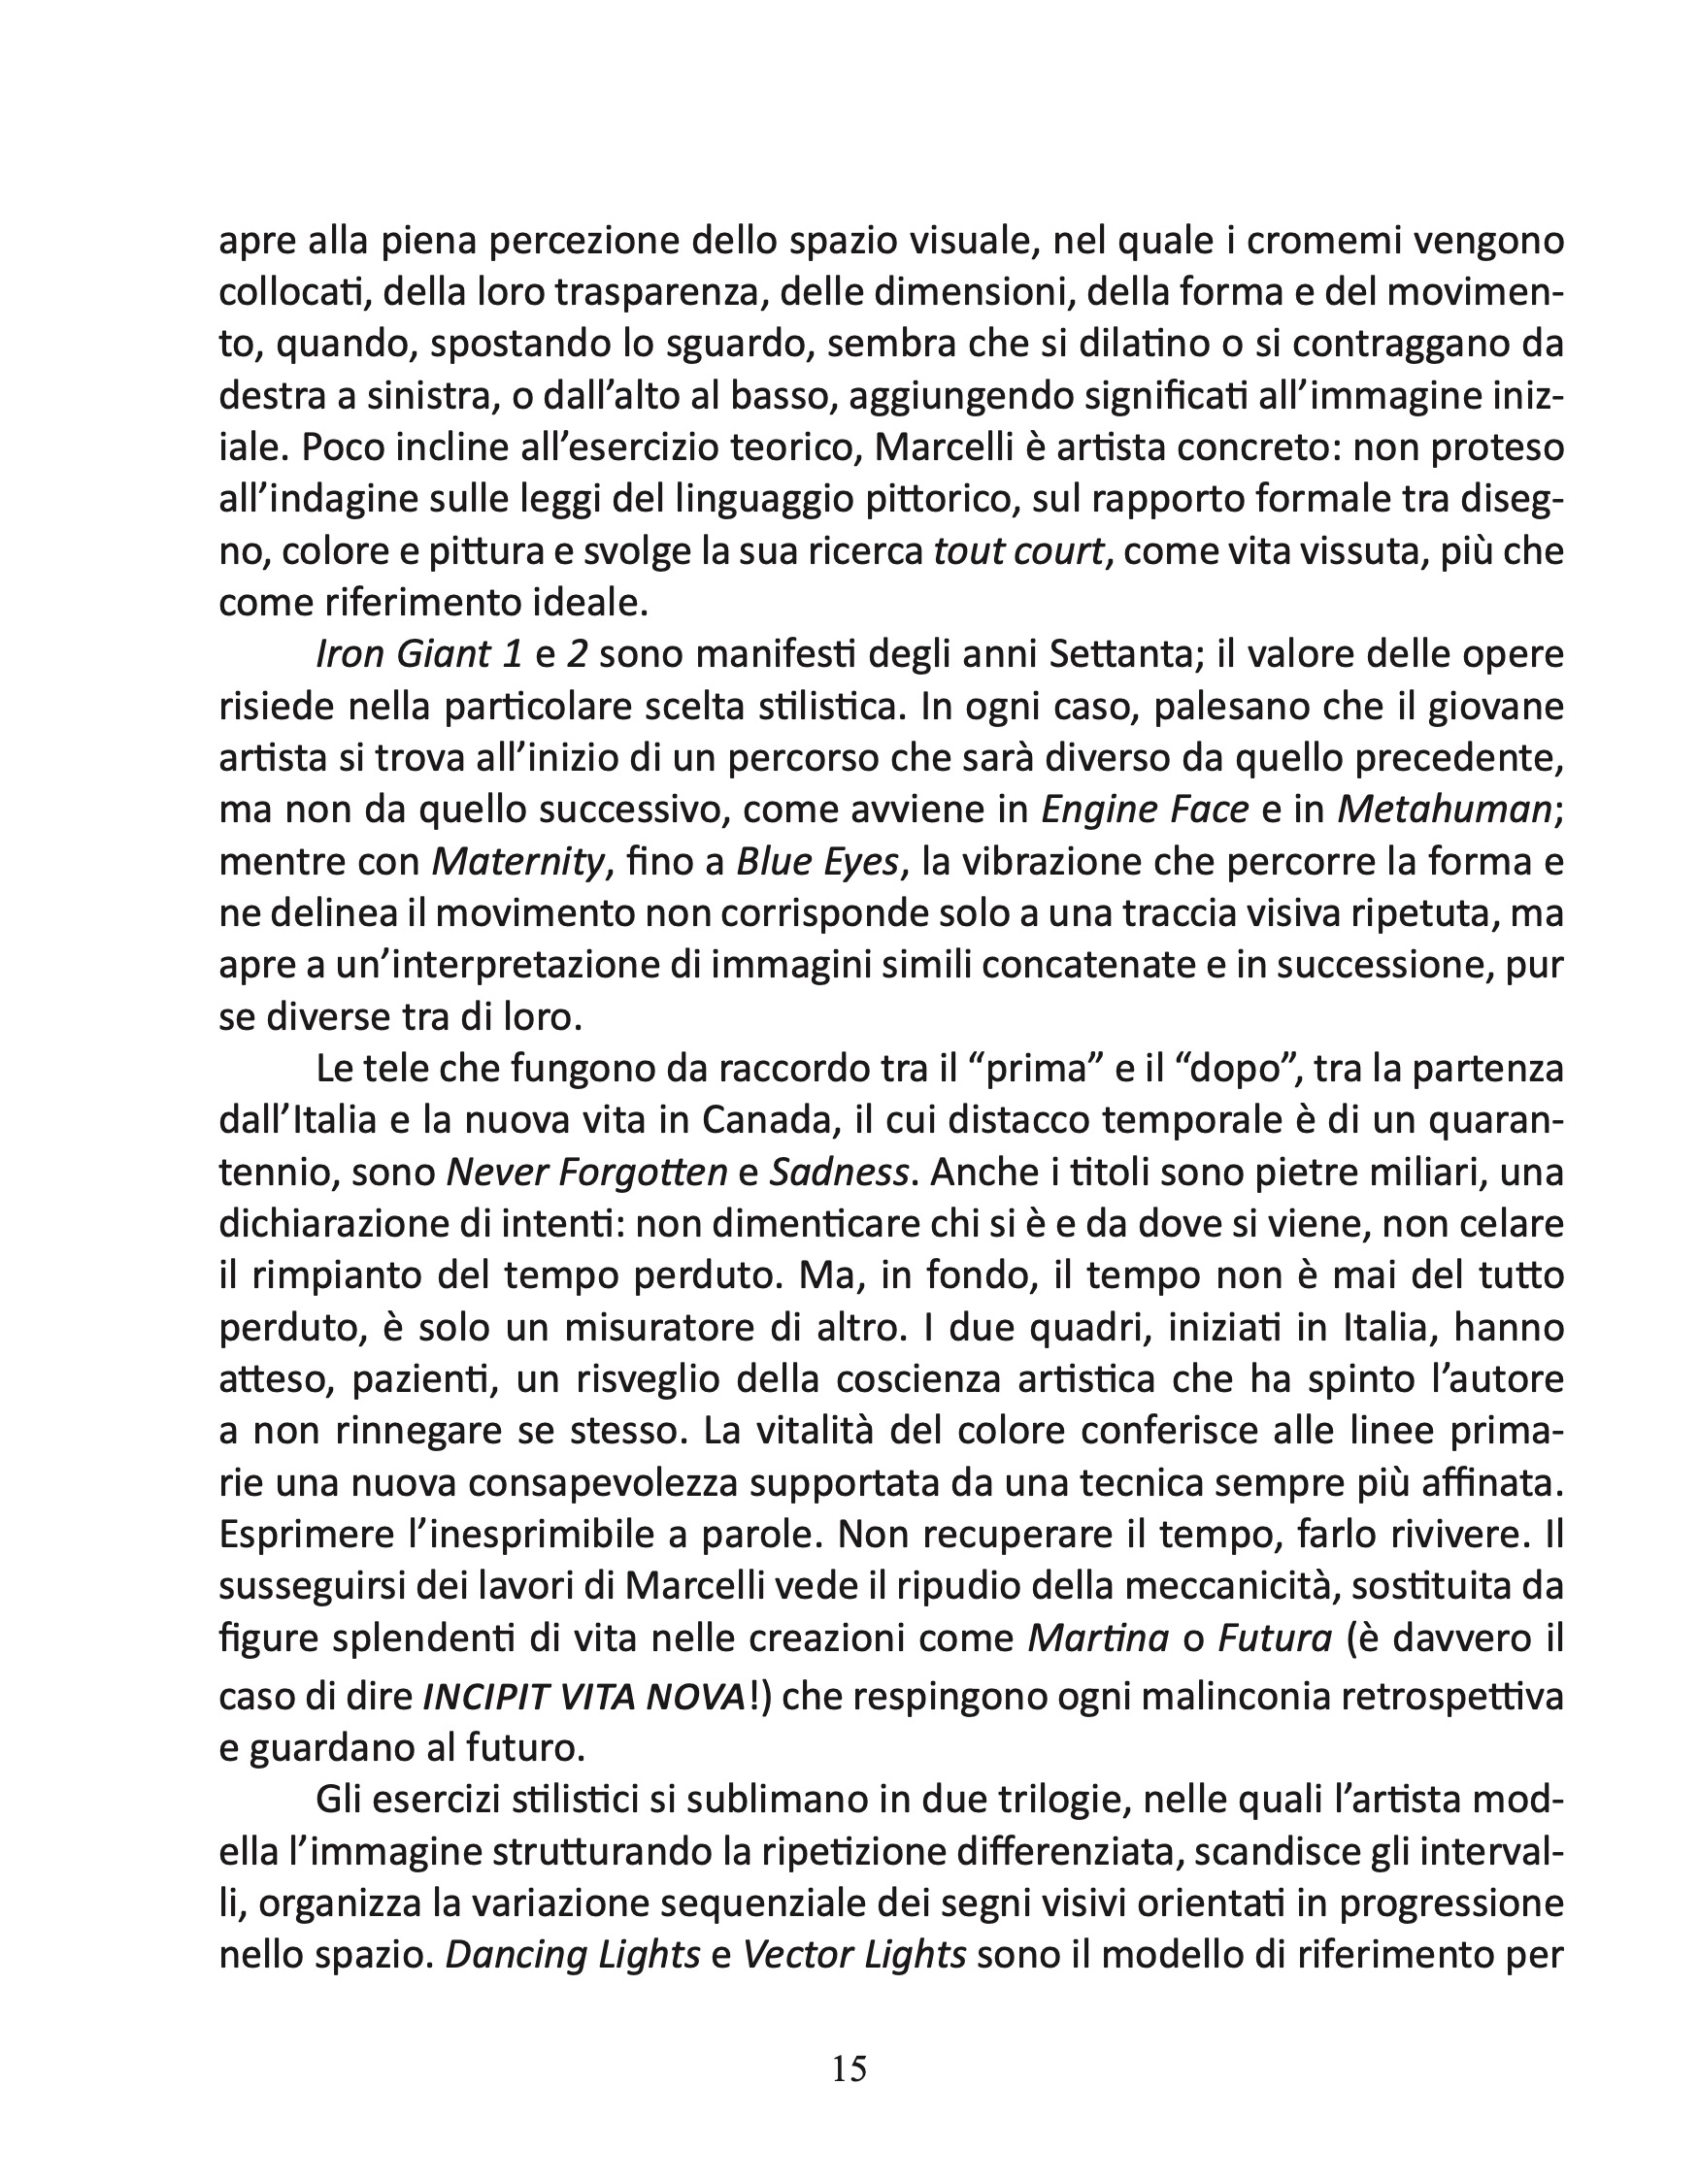 apre alla piena percezione dello spazio visuale, nel quale i cromemi vengono
collocati, della loro trasparenza, delle dimensioni, della forma e del movimen-
to, quando, spostando lo sguardo, sembra che si dilatino o si contraggano da
destra a sinistra, o dall’alto al basso, aggiungendo significati all’immagine iniz-
iale. Poco incline all’esercizio teorico, Marcelli è artista concreto: non proteso
all’indagine sulle leggi del linguaggio pittorico, sul rapporto formale tra diseg-
no, colore e pittura e svolge la sua ricerca tout court, come vita vissuta, più che
come riferimento ideale.
Iron Giant 1 e 2 sono manifesti degli anni Settanta; il valore delle opere
risiede nella particolare scelta stilistica. In ogni caso, palesano che il giovane
artista si trova all’inizio di un percorso che sarà diverso da quello precedente,
ma non da quello successivo, come avviene in Engine Face e in Metahuman;
mentre con Maternity, fino a Blue Eyes, la vibrazione che percorre la forma e
ne delinea il movimento non corrisponde solo a una traccia visiva ripetuta, ma
apre a un’interpretazione di immagini simili concatenate e in successione, pur
se diverse tra di loro.
Le tele che fungono da raccordo tra il “prima” e il “dopo”, tra la partenza
dall’Italia e la nuova vita in Canada, il cui distacco temporale è di un quaran-
tennio, sono Never Forgotten e Sadness. Anche i titoli sono pietre miliari, una
dichiarazione di intenti: non dimenticare chi si è e da dove si viene, non celare
il rimpianto del tempo perduto. Ma, in fondo, il tempo non è mai del tutto
perduto, è solo un misuratore di altro. I due quadri, iniziati in Italia, hanno
atteso, pazienti, un risveglio della coscienza artistica che ha spinto l’autore
a non rinnegare se stesso. La vitalità del colore conferisce alle linee prima-
rie una nuova consapevolezza supportata da una tecnica sempre più affinata.
Esprimere l’inesprimibile a parole. Non recuperare il tempo, farlo rivivere. Il
susseguirsi dei lavori di Marcelli vede il ripudio della meccanicità, sostituita da
figure splendenti di vita nelle creazioni come Martina o Futura (è davvero il
caso di dire INCIPIT VITA NOVA!) che respingono ogni malinconia retrospettiva
e guardano al futuro.
Gli esercizi stilistici si sublimano in due trilogie, nelle quali l’artista mod-
ella l’immagine strutturando la ripetizione differenziata, scandisce gli interval-
li, organizza la variazione sequenziale dei segni visivi orientati in progressione
nello spazio. Dancing Lights e Vector Lights sono il modello di riferimento per
15